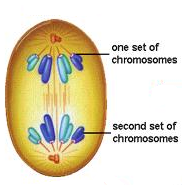 one set of
chromosomes
second set of
chromosomes